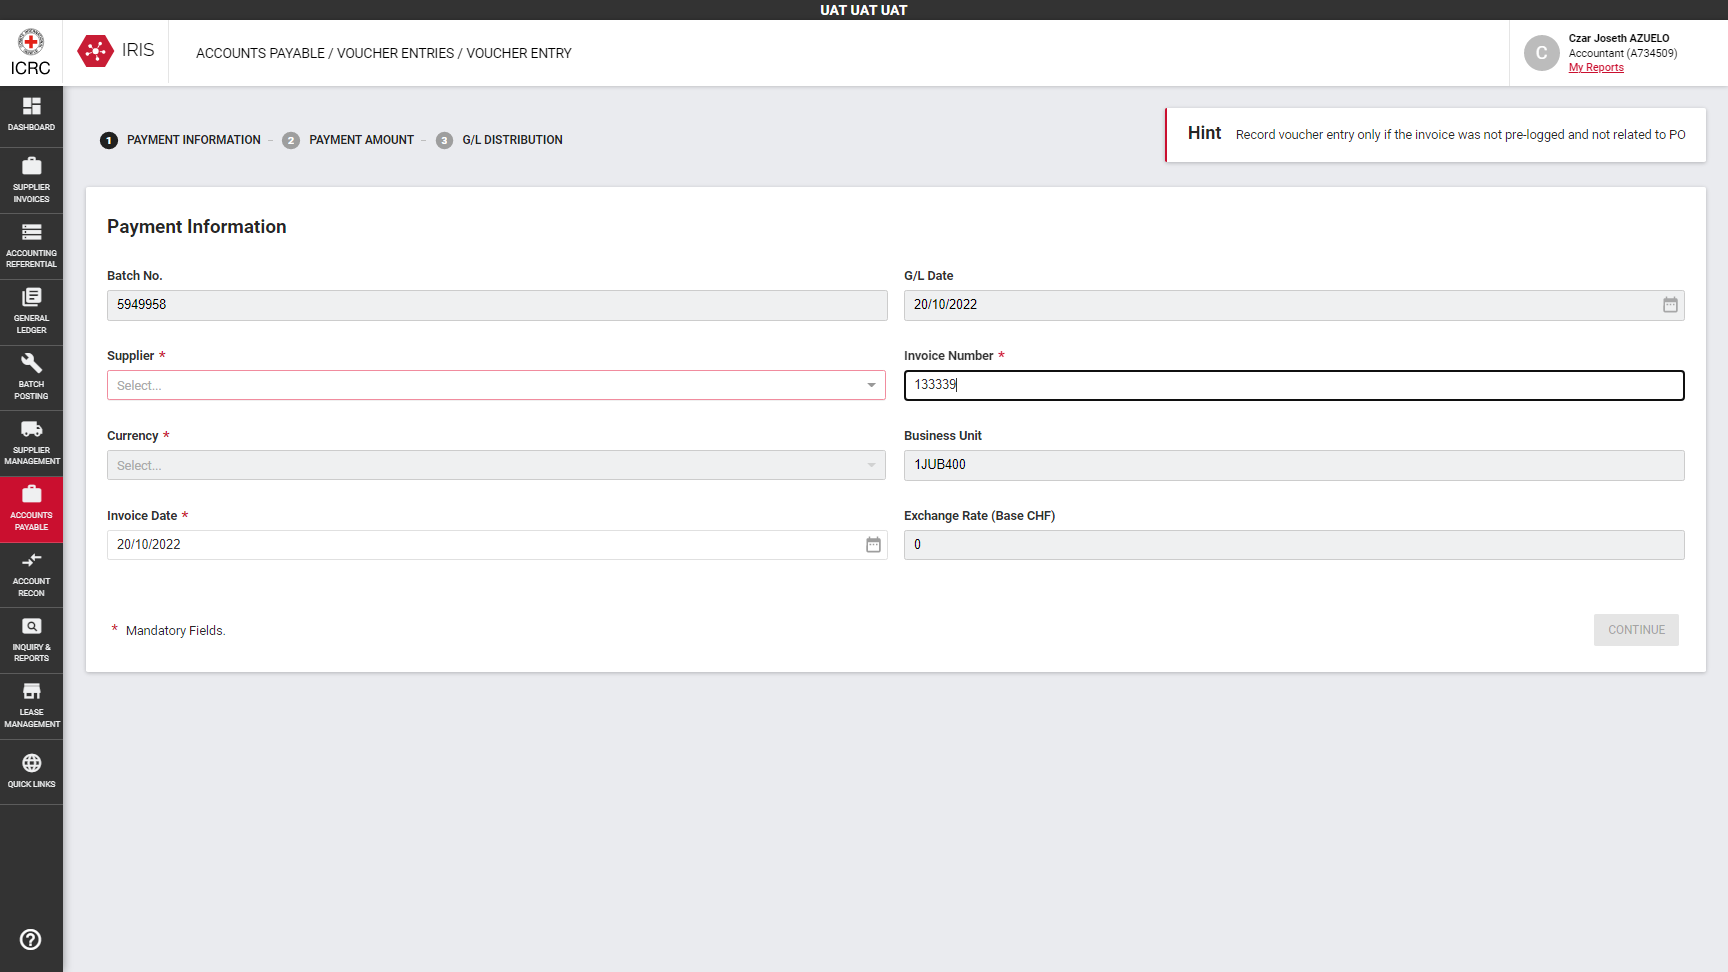 UAT UAT UAT
ICRC
IRIS
ACCOUNTS PAYABLE / VOUCHER ENTRIES / VOUCHER ENTRY
C
Czar Joseth AZUELO
Accountant (A734509)
My Reports
DASHBOARD
SUPPLIER
INVOICES
ACCOUNTING
REFERENTIAL
GENERAL
LEDGER
BATCH
POSTING
SUPPLIER
MANAGEMENT
ACCOUNTS
PAYABLE
ACCOUNT
RECON
INQUIRY &
REPORTS
LEASE
MANAGEMENT
QUICK LINKS
1 PAYMENT INFORMATION - 2 PAYMENT AMOUNT - 3 G/L DISTRIBUTION
Hint Record voucher entry only if the invoice was not pre-logged and not related to PO
Payment Information
Batch No.
5949958
G/L Date
20/10/2022
Supplier *
Select...
Invoice Number *
133339
Currency *
Select...
Business Unit
1JUB400
Invoice Date *
20/10/2022
Exchange Rate (Base CHF)
0
* Mandatory Fields.
CONTINUE